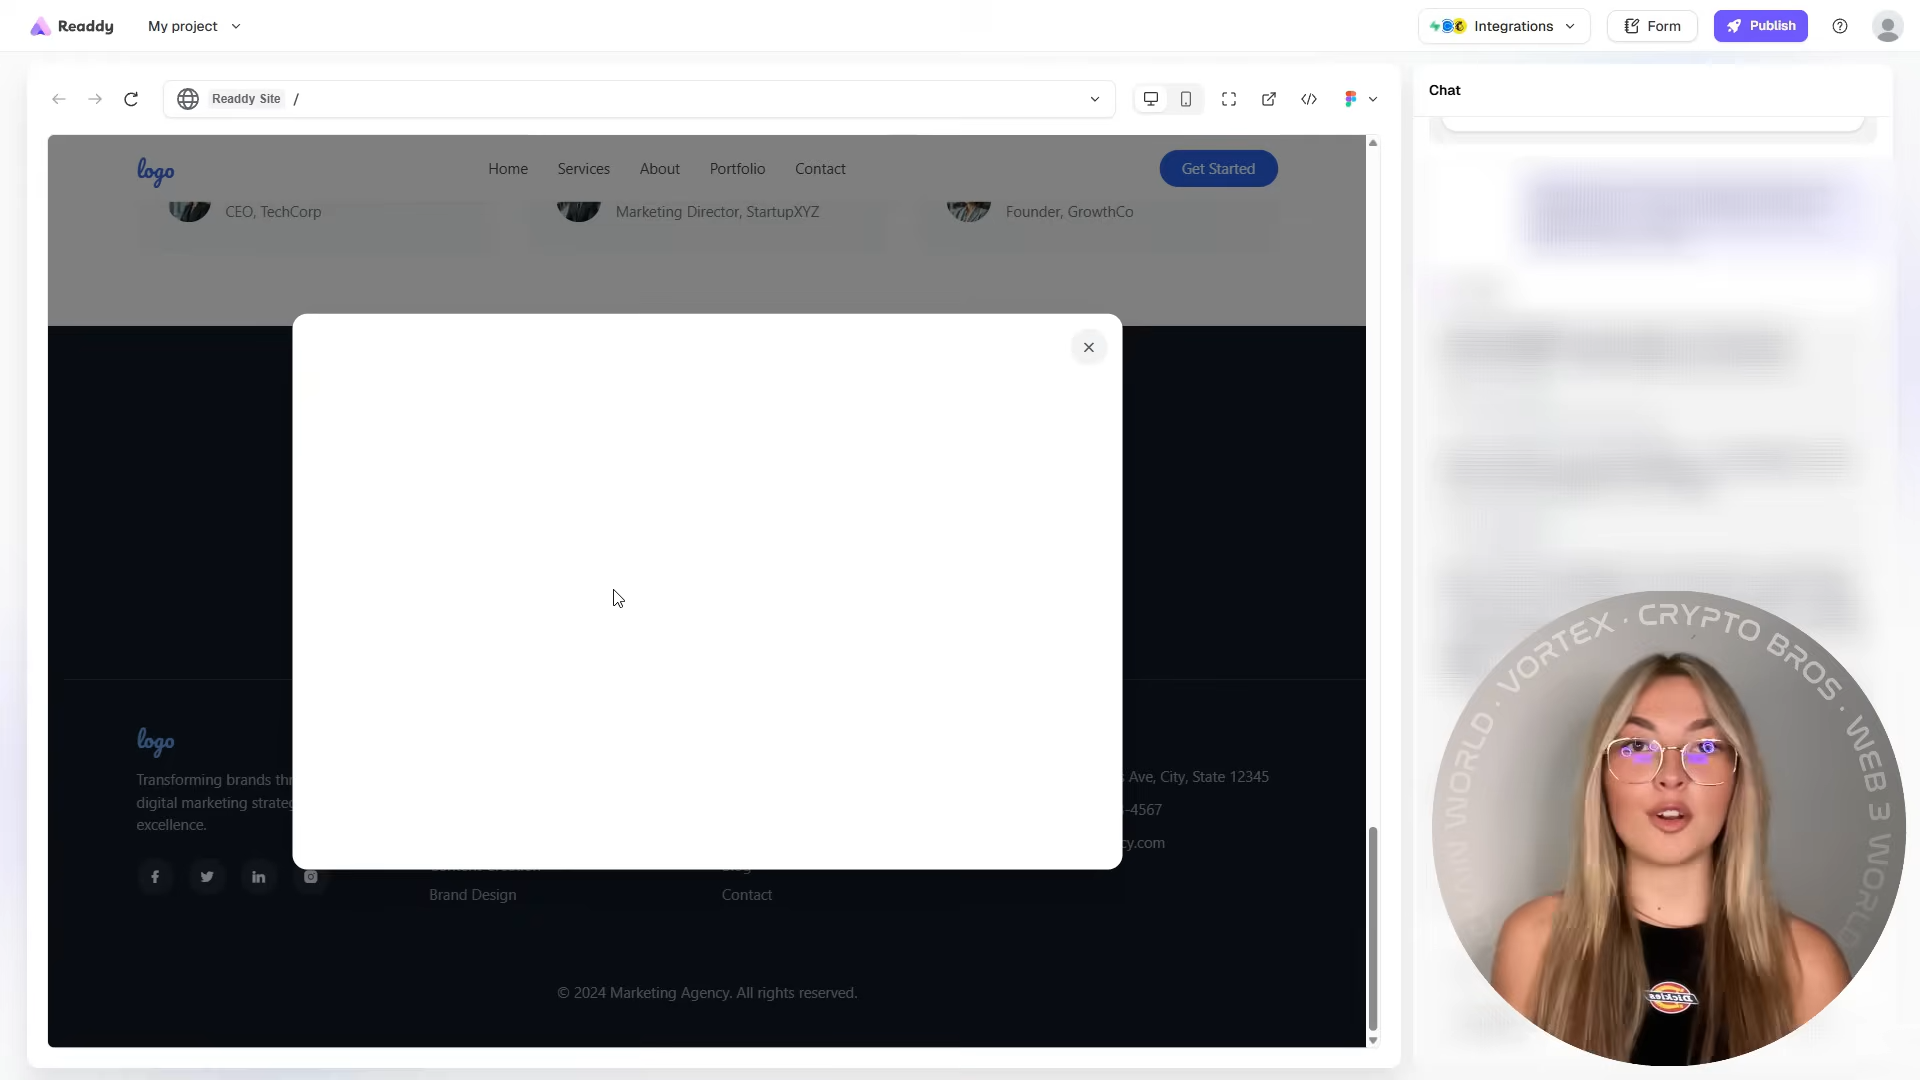 Readdy
My project
Integrations
Form
Publish
Readdy Site
/
Chat
logo
Home
Services
About
Portfolio
Contact
Get Started
CEO, TechCorp
Marketing Director, StartupXYZ
Founder, GrowthCo
logo
Transforming brands
digital marketing
excellence.
Brand Design
Contact
Ave, City, State 12345
-4567
cy.com
© 2024 Marketing Agency. All rights reserved.
WORLD · VORTEX · CRYPTO BROS · WEB 3 WORLD
Dickies